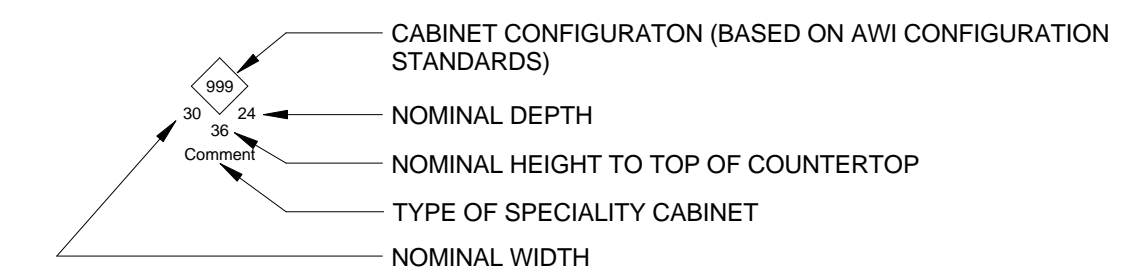 CABINET CONFIGURATON (BASED ON AWI CONFIGURATION
STANDARDS)
999
30 24
NOMINAL DEPTH
36
Comment
NOMINAL HEIGHT TO TOP OF COUNTERTOP
TYPE OF SPECIALITY CABINET
NOMINAL WIDTH